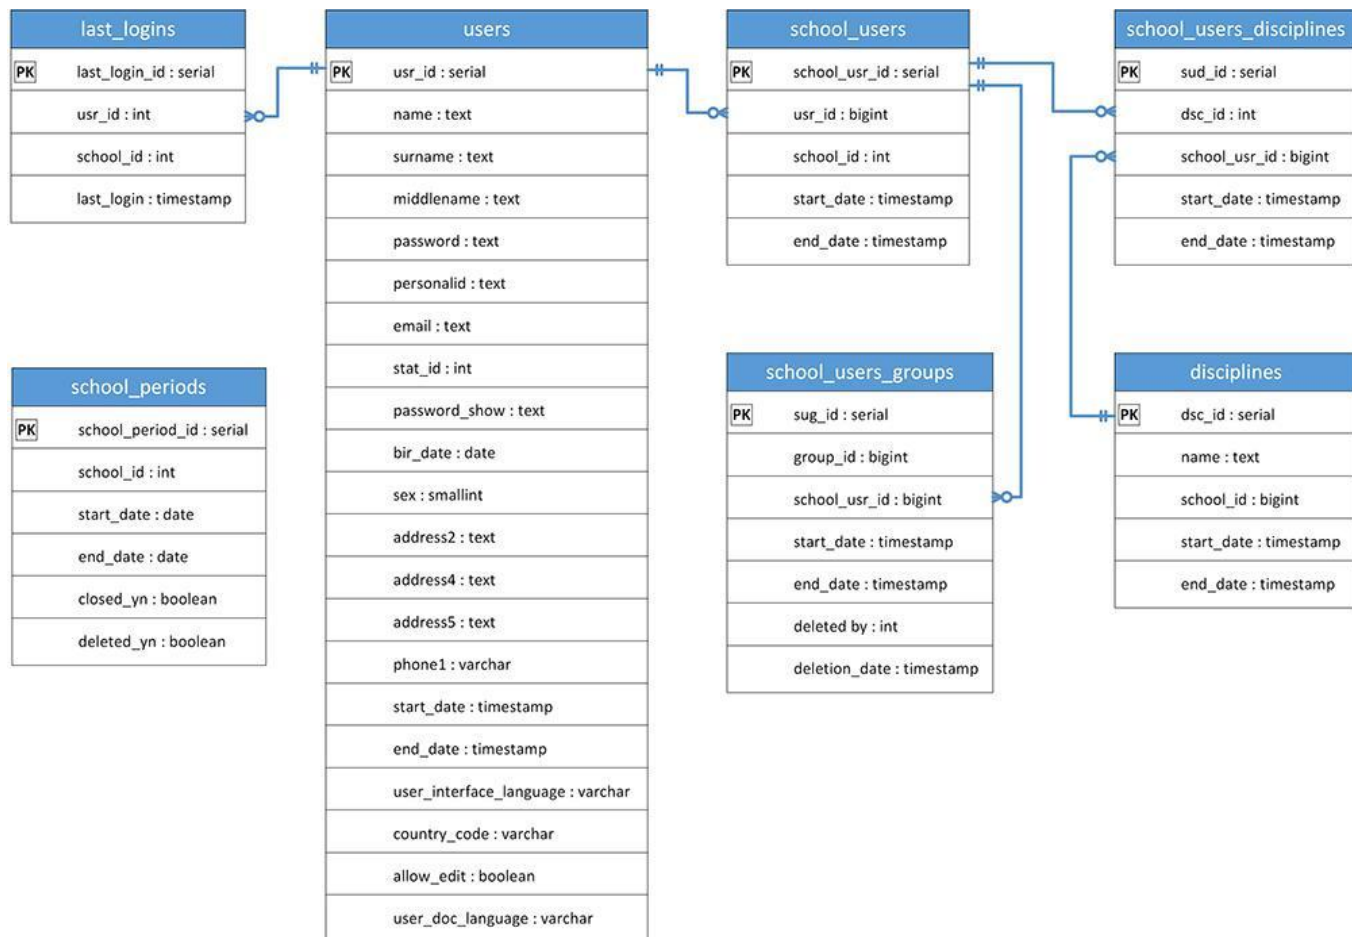 last_logins
PK last_login_id : serial
usr_id : int
school_id : int
last_login : timestamp
users
PK usr_id : serial
name : text
surname : text
middlename : text
password : text
personalid : text
email : text
stat_id : int
password_show : text
bir_date : date
sex : smallint
address2 : text
address4 : text
address5 : text
phone1 : varchar
start_date : timestamp
end_date : timestamp
user_interface_language : varchar
country_code : varchar
allow_edit : boolean
user_doc_language : varchar
school_users
PK school_usr_id : serial
usr_id : bigint
school_id : int
start_date : timestamp
end_date : timestamp
school_users_disciplines
PK sud_id : serial
dsc_id : int
school_usr_id : bigint
start_date : timestamp
end_date : timestamp
school_periods
PK school_period_id : serial
school_id : int
start_date : date
end_date : date
closed_yn : boolean
deleted_yn : boolean
school_users_groups
PK sug_id : serial
group_id : bigint
school_usr_id : bigint
start_date : timestamp
end_date : timestamp
deleted by : int
deletion_date : timestamp
disciplines
PK dsc_id : serial
name : text
school_id : bigint
start_date : timestamp
end_date : timestamp